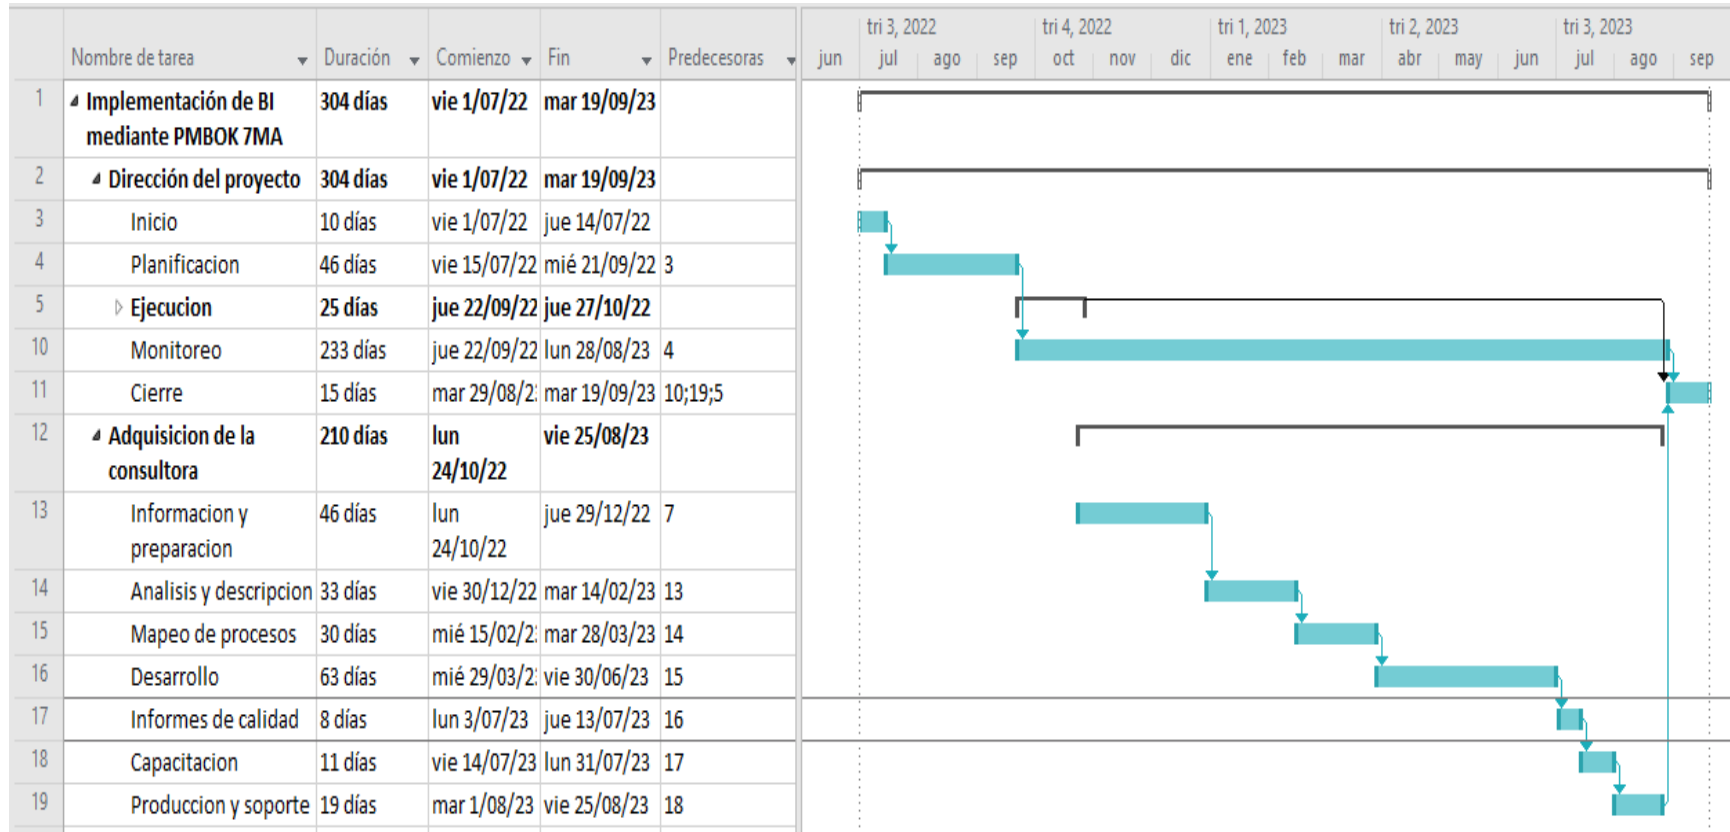 tri 3, 2022 tri 4, 2022 tri 1, 2023 tri 2, 2023 tri 3, 2023
Nombre de tarea Duración Comienzo Fin Predecesoras jun jul ago sep oct nov dic ene feb mar abr may jun jul ago sep
1 Implementación de BI 304 días vie 1/07/22 mar 19/09/23
mediante PMBOK 7MA
2 Dirección del proyecto 304 días vie 1/07/22 mar 19/09/23
3 Inicio 10 días vie 1/07/22 jue 14/07/22
4 Planificacion 46 días vie 15/07/22 mié 21/09/22 3
5 Ejecucion 25 días jue 22/09/22 jue 27/10/22
10 Monitoreo 233 días jue 22/09/22 lun 28/08/23 4
11 Cierre 15 días mar 29/08/2 mar 19/09/23 10;19;5
12 Adquisicion de la 210 días lun vie 25/08/23
consultora 24/10/22
13 Informacion y 46 días lun jue 29/12/22 7
preparacion 24/10/22
14 Analisis y descripcion 33 días vie 30/12/22 mar 14/02/23 13
15 Mapeo de procesos 30 días mié 15/02/2 mar 28/03/23 14
16 Desarrollo 63 días mié 29/03/2 vie 30/06/23 15
17 Informes de calidad 8 días lun 3/07/23 jue 13/07/23 16
18 Capacitacion 11 días vie 14/07/23 lun 31/07/23 17
19 Produccion y soporte 19 días mar 1/08/23 vie 25/08/23 18